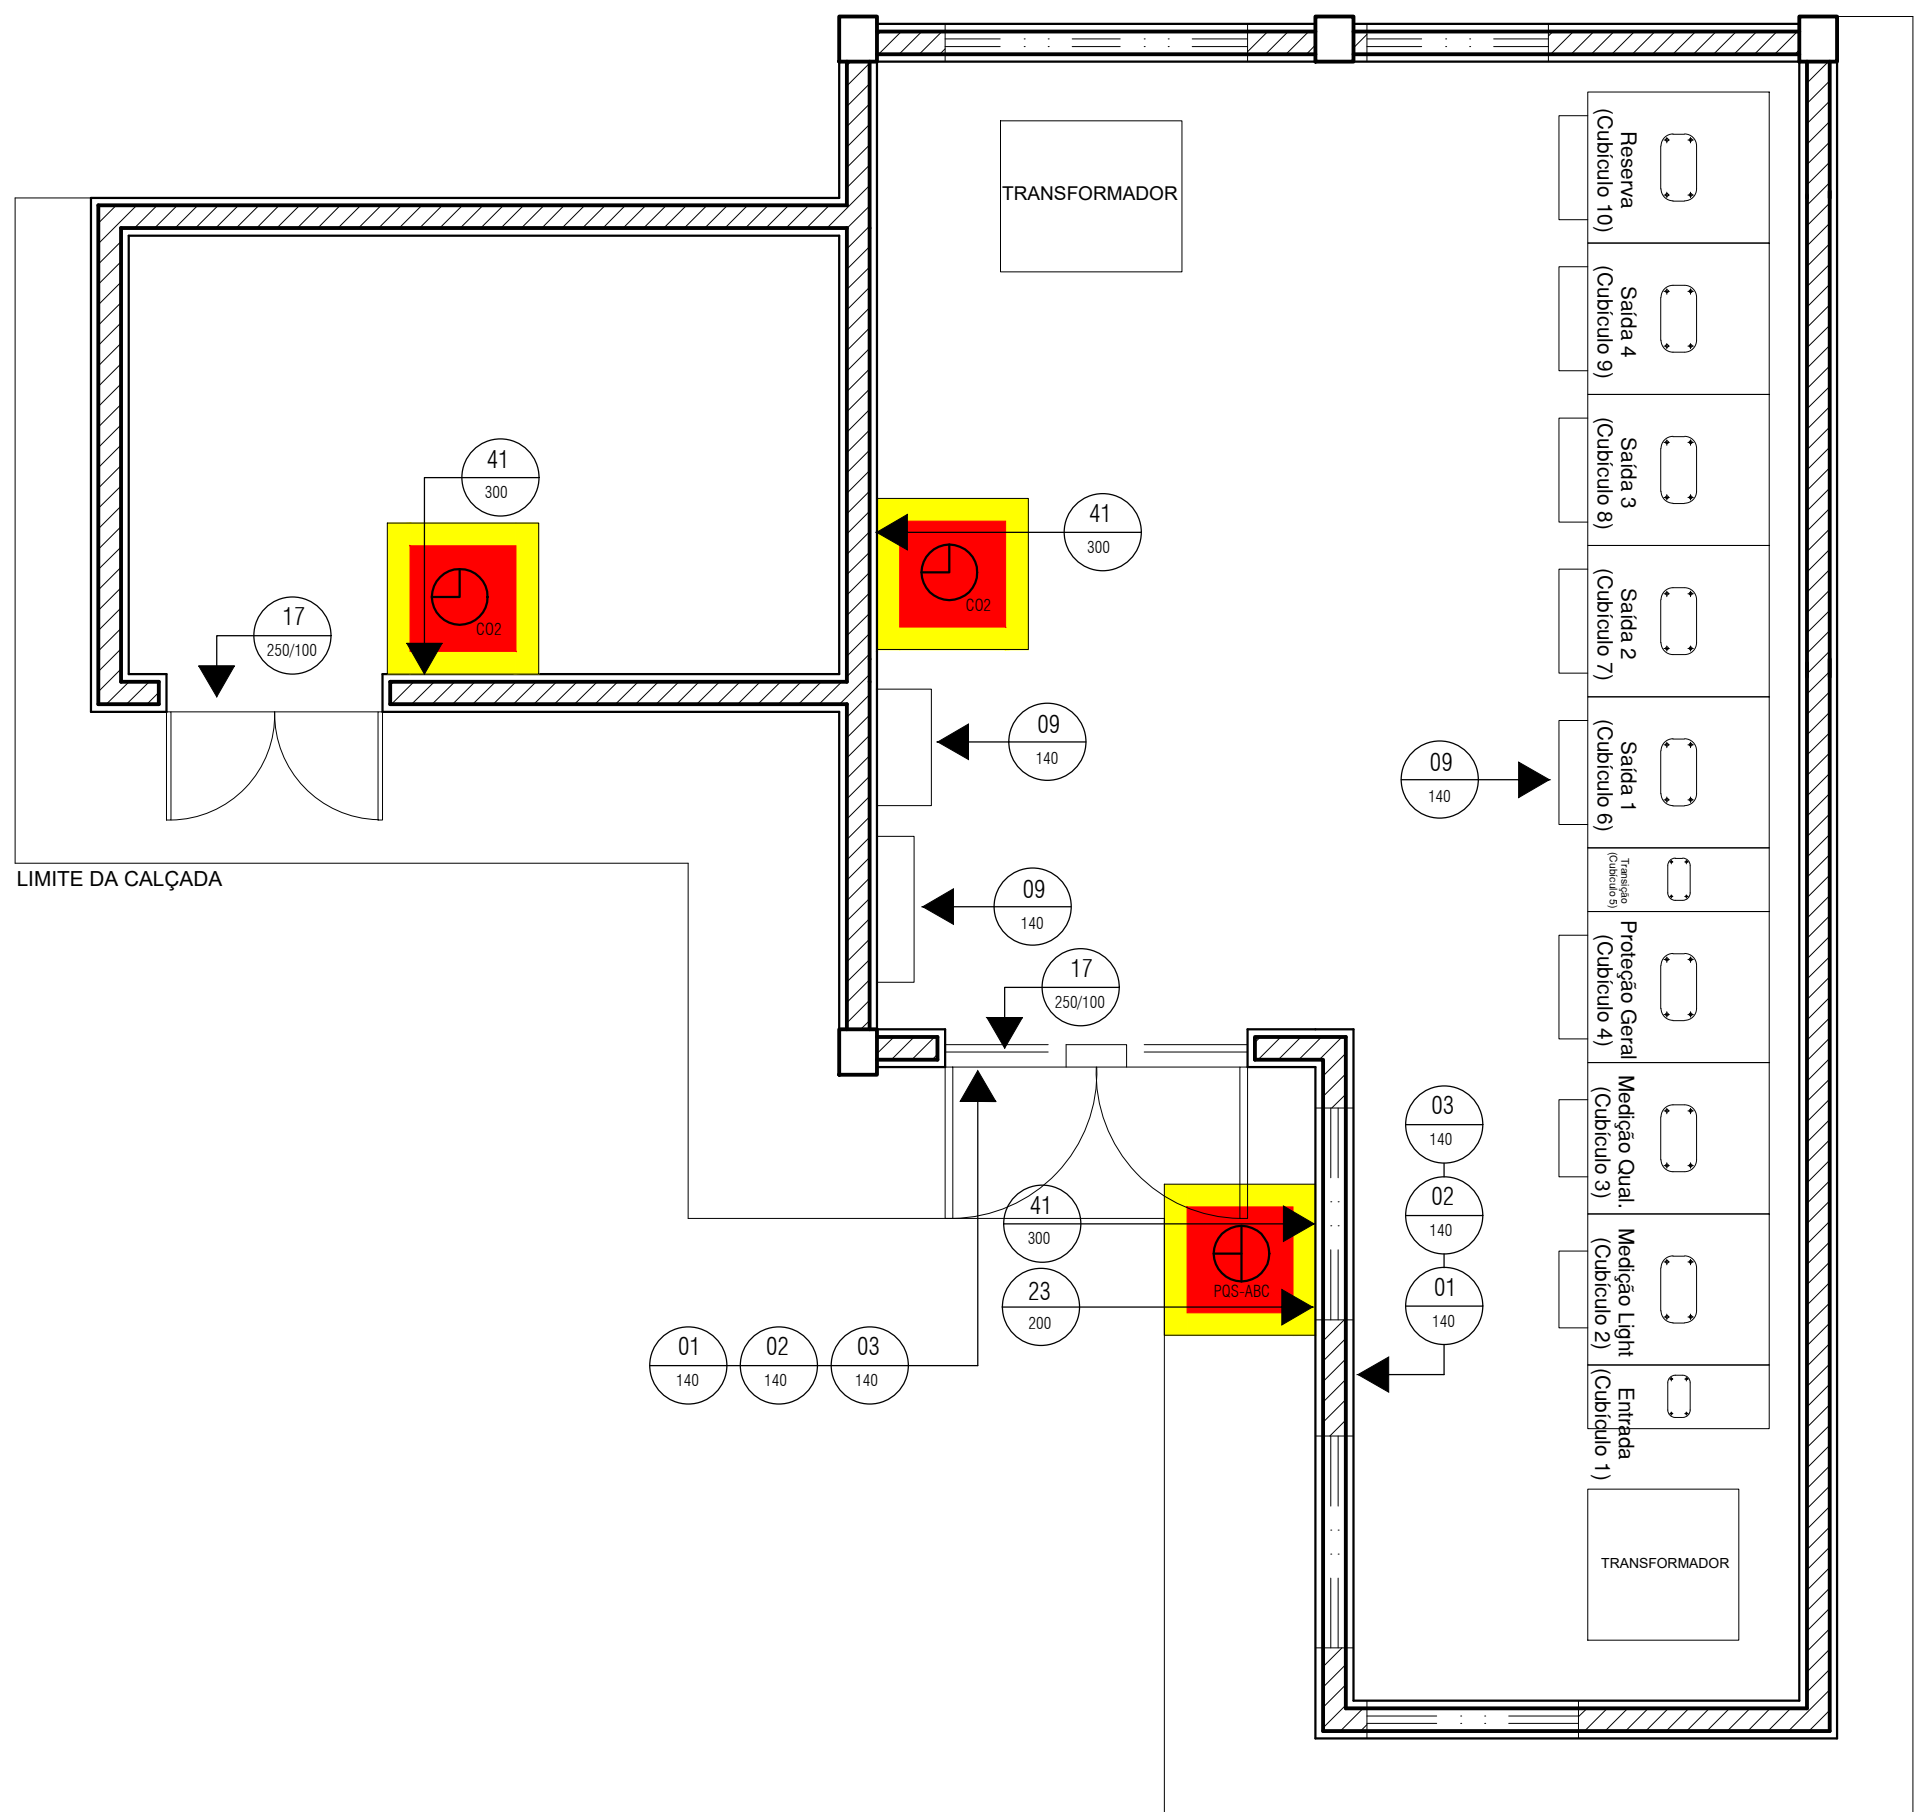 TRANSFORMADOR
Reserva
(Cubículo 10)
Saída 4
(Cubículo 9)
Saída 3
(Cubículo 8)
Saída 2
(Cubículo 7)
Saída 1
(Cubículo 6)
Transição
(Cubículo 5)
Proteção Geral
(Cubículo 4)
Medição Qual.
(Cubículo 3)
Medição Light
(Cubículo 2)
Entrada
(Cubículo 1)
TRANSFORMADOR
41
300
CO2
17
250/100
41
300
CO2
09
140
09
140
09
140
LIMITE DA CALÇADA
17
250/100
03
140
02
140
01
140
41
300
23
200
PQS-ABC
01
140
02
140
03
140